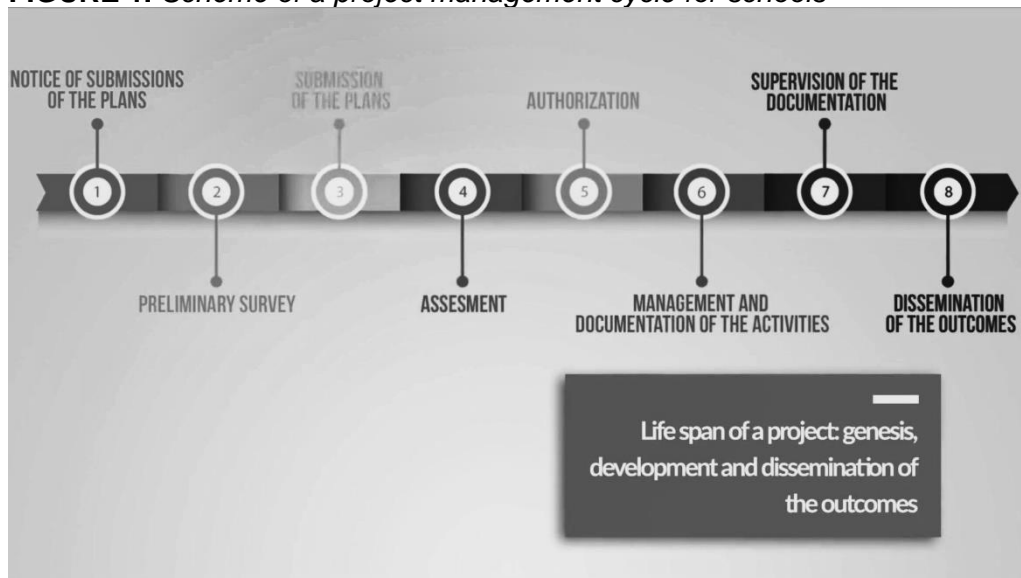 FIGURE 1: Scheme of a project management cycle for schools
NOTICE OF SUBMISSIONS
OF THE PLANS
SUBMISSION
OF THE PLANS
AUTHORIZATION
SUPERVISION OF THE
DOCUMENTATION
1
2
3
4
5
6
7
8
PRELIMINARY SURVEY
ASSESMENT
MANAGEMENT AND
DOCUMENTATION OF THE ACTIVITIES
DISSEMINATION
OF THE OUTCOMES
Life span of a project: genesis,
development and dissemination of
the outcomes